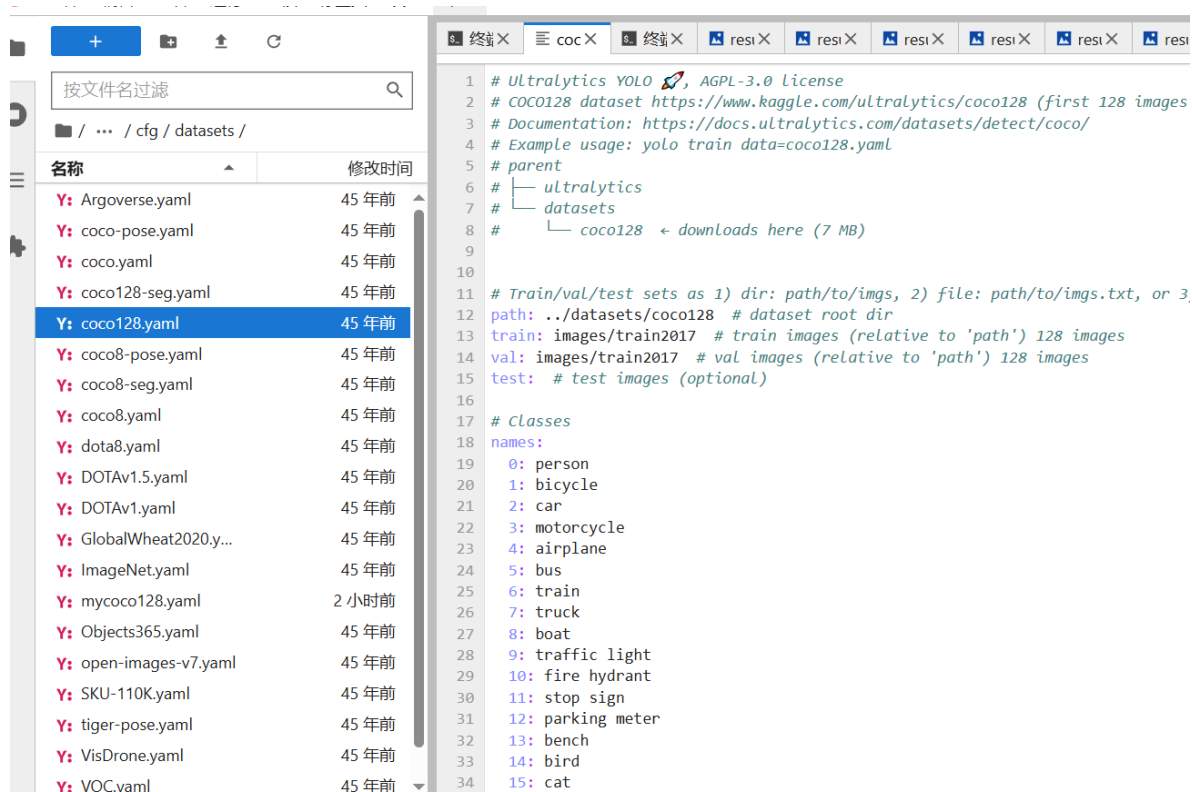 +
按文件名过滤
/ ··· / cfg / datasets /
名称 修改时间
Y: Argoverse.yaml 45 年前
Y: coco-pose.yaml 45 年前
Y: coco.yaml 45 年前
Y: coco128-seg.yaml 45 年前
Y: coco128.yaml 45 年前
Y: coco8-pose.yaml 45 年前
Y: coco8-seg.yaml 45 年前
Y: coco8.yaml 45 年前
Y: dota8.yaml 45 年前
Y: DOTAv1.5.yaml 45 年前
Y: DOTAv1.yaml 45 年前
Y: GlobalWheat2020.y... 45 年前
Y: ImageNet.yaml 45 年前
Y: mycoco128.yaml 2 小时前
Y: Objects365.yaml 45 年前
Y: open-images-v7.yaml 45 年前
Y: SKU-110K.yaml 45 年前
Y: tiger-pose.yaml 45 年前
Y: VisDrone.yaml 45 年前
Y: VOC.yaml 45 年前
终端 coc 终端 resu resu resu resu resu resu
1 # Ultralytics YOLO 🚀, AGPL-3.0 license
2 # COCO128 dataset https://www.kaggle.com/ultralytics/coco128 (first 128 images
3 # Documentation: https://docs.ultralytics.com/datasets/detect/coco/
4 # Example usage: yolo train data=coco128.yaml
5 # parent
6 # ├── ultralytics
7 # └── datasets
8 #     └── coco128 ← downloads here (7 MB)
9
10
11 # Train/val/test sets as 1) dir: path/to/imgs, 2) file: path/to/imgs.txt, or 3)
12 path: ../datasets/coco128 # dataset root dir
13 train: images/train2017 # train images (relative to 'path') 128 images
14 val: images/train2017 # val images (relative to 'path') 128 images
15 test: # test images (optional)
16
17 # Classes
18 names:
19 0: person
20 1: bicycle
21 2: car
22 3: motorcycle
23 4: airplane
24 5: bus
25 6: train
26 7: truck
27 8: boat
28 9: traffic light
29 10: fire hydrant
30 11: stop sign
31 12: parking meter
32 13: bench
33 14: bird
34 15: cat